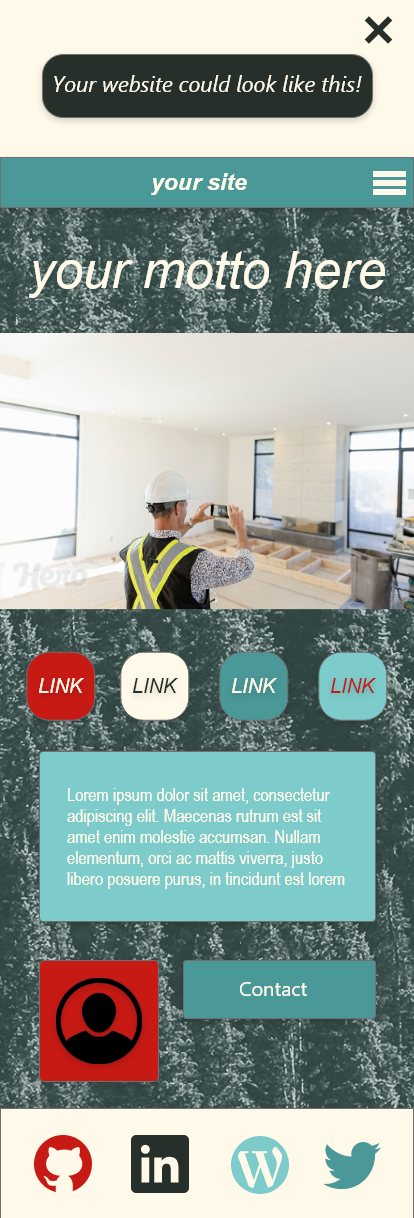 Your website could look like this!
your site
your motto here
Hero
LINK
LINK
LINK
LINK
Lorem ipsum dolor sit amet, consectetur
adipiscing elit. Maecenas rutrum est sit
amet enim molestie accumsan. Nullam
elementum, orci ac mattis viverra, justo
libero posuere purus, in tincidunt est lorem
Contact
in
W